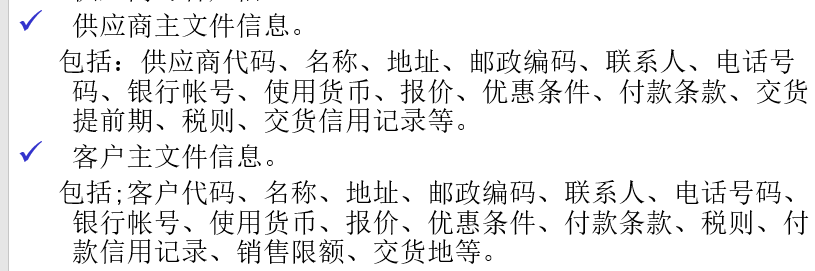 ✓ 供应商主文件信息。
包括：供应商代码、名称、地址、邮政编码、联系人、电话号
码、银行帐号、使用货币、报价、优惠条件、付款条款、交货
提前期、税则、交货信用记录等。
✓ 客户主文件信息。
包括;客户代码、名称、地址、邮政编码、联系人、电话号码、
银行帐号、使用货币、报价、优惠条件、付款条款、税则、付
款信用记录、销售限额、交货地等。